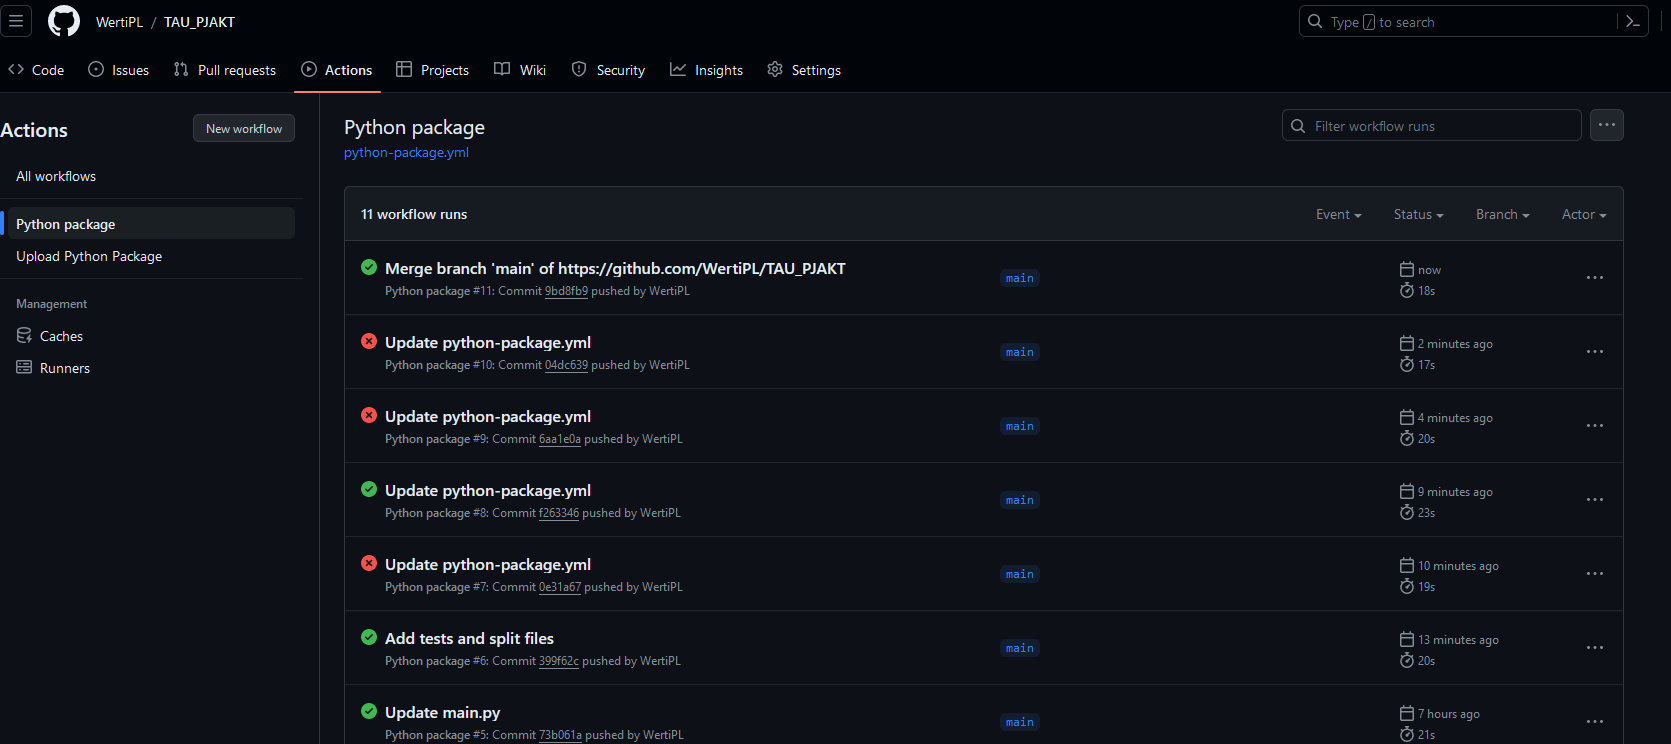 WertiPL / TAU_PJAKT
Type / to search
Code
Issues
Pull requests
Actions
Projects
Wiki
Security
Insights
Settings
Actions
New workflow
All workflows
Python package
Upload Python Package
Management
Caches
Runners
Python package
python-package.yml
Filter workflow runs
11 workflow runs
Event
Status
Branch
Actor
Merge branch 'main' of https://github.com/WertiPL/TAU_PJAKT
Python package #11: Commit 9bd8fb9 pushed by WertiPL
main
now
18s
Update python-package.yml
Python package #10: Commit 04dc639 pushed by WertiPL
main
2 minutes ago
17s
Update python-package.yml
Python package #9: Commit 6aa1e0a pushed by WertiPL
main
4 minutes ago
20s
Update python-package.yml
Python package #8: Commit f263346 pushed by WertiPL
main
9 minutes ago
23s
Update python-package.yml
Python package #7: Commit 0e31a67 pushed by WertiPL
main
10 minutes ago
19s
Add tests and split files
Python package #6: Commit 399f62c pushed by WertiPL
main
13 minutes ago
20s
Update main.py
Python package #5: Commit 73b061a pushed by WertiPL
main
7 hours ago
21s